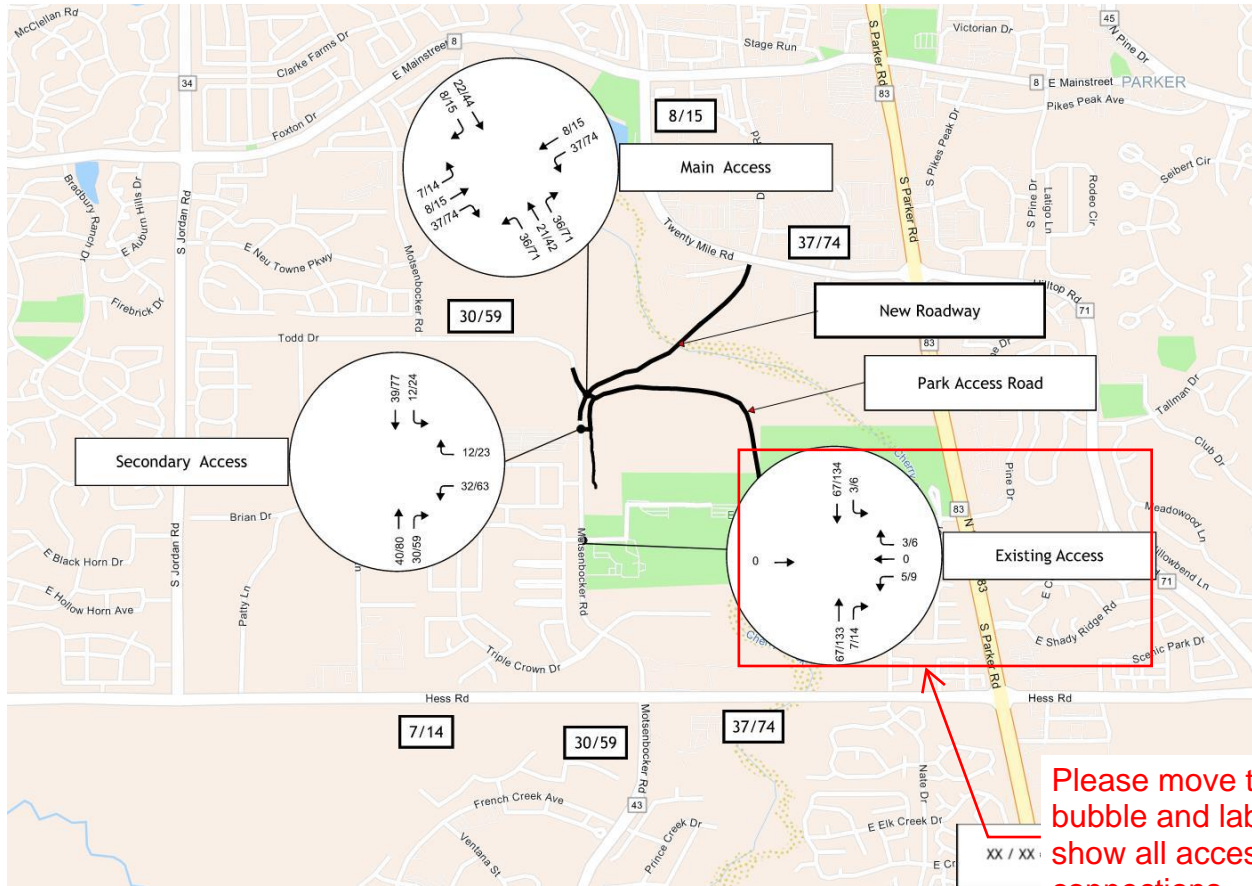 McClellan Rd
Clarke Farms Dr
E Mainstreet
8
34
Foxton Dr
Stage Run
Victorian Dr
45
N Pine Dr
S Parker Rd
83
8
E Mainstreet
PARKER
Pikes Peak Ave
S Pikes Peak Dr
22/44
8/15
8/15
37/74
7/14
8/15
37/74
36/71
21/42
36/71
8/15
Main Access
S Parker Rd
S Pine Dr
Latigo Ln
Rodeo Cir
Seibert Cir
Bradbury Ranch Dr
E Auburn Hills Dr
S Jordan Rd
E Neu Towne Pkwy
Motsenbocker Rd
Firebrick Dr
Twenty Mile Rd
37/74
Hilltop Rd
71
30/59
New Roadway
Todd Dr
83
Park Access Road
Tallman Dr
Club Dr
39/77
12/24
12/23
32/63
40/80
30/59
Secondary Access
67/134
3/6
3/6
0
0
5/9
67/133
7/14
Existing Access
Pine Dr
83
Meadowood Ln
Willowbend Ln
71
Brian Dr
S Jordan Rd
E Black Horn Dr
E Hollow Horn Ave
Patty Ln
Motsenbocker Rd
E Shady Ridge Rd
Scenic Park Dr
S Parker Rd
Triple Crown Dr
Hess Rd
Hess Rd
7/14
30/59
37/74
Motsenbocker Rd
43
French Creek Ave
Ventana St
Prince Creek Dr
Nate Dr
E Elk Creek Dr
XX / XX
Please move
bubble and
show all